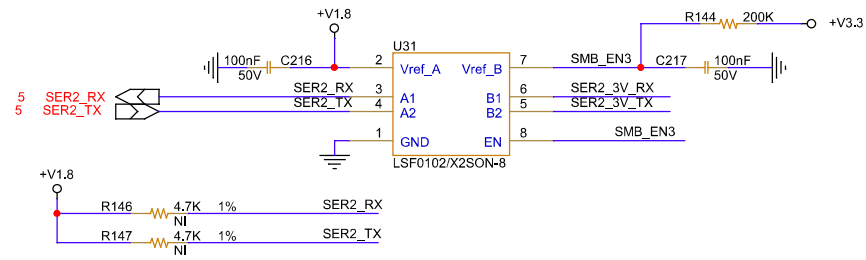 +V1.8
R144 200K +V3.3
U31
100nF C216 2 Vref_A Vref_B 7 SMB_EN3 C217 100nF
50V 50V
5 SER2_RX SER2_RX 3 A1 B1 6 SER2_3V_RX
5 SER2_TX SER2_TX 4 A2 B2 5 SER2_3V_TX
1 GND EN 8 SMB_EN3
LSF0102/X2SON-8
+V1.8
R146 4.7K 1% SER2_RX
NI
R147 4.7K 1% SER2_TX
NI